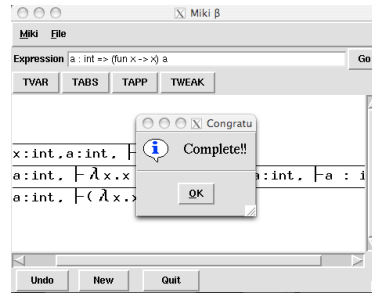 Miki β
Miki File
Expression a : int => (fun x -> x) a Go
TVAR TABS TAPP TWEAK
Congratu
Complete!!
OK
x:int,a:int, ├
a:int, ├ λx.x a:int, ├a : i
a:int, ├(λx.x
Undo New Quit